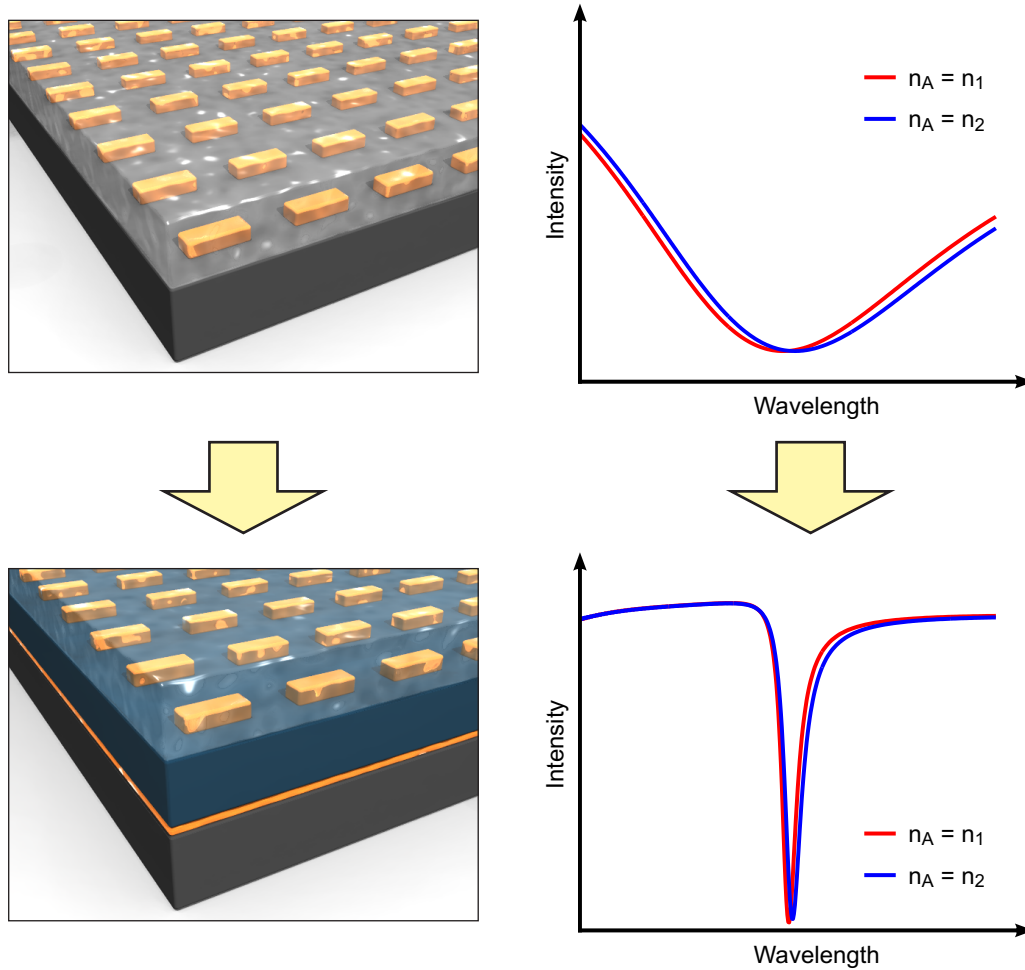 n_A = n_1
n_A = n_2
Intensity
Wavelength
n_A = n_1
n_A = n_2
Intensity
Wavelength